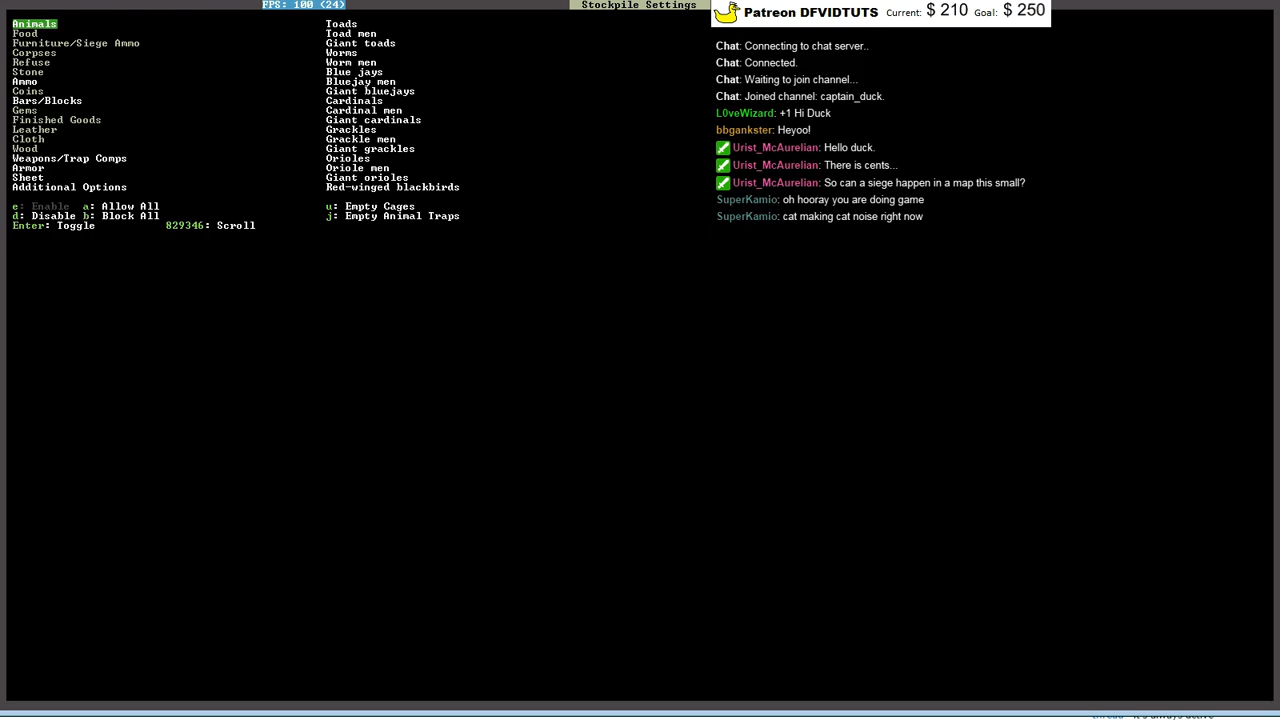 FPS: 100 (24)
Stockpile Settings
Patreon DFVIDTUTS Current: $ 210 Goal: $ 250
Animals
Food
Furniture/Siege Ammo
Corpses
Refuse
Stone
Ammo
Coins
Bars/Blocks
Gems
Finished Goods
Leather
Cloth
Wood
Weapons/Trap Comps
Armor
Sheet
Additional Options
e: Enable a: Allow All
d: Disable b: Block All
Enter: Toggle 829346: Scroll
Toads
Toad men
Giant toads
Worms
Worm men
Blue jays
Bluejay men
Giant bluejays
Cardinals
Cardinal men
Giant cardinals
Grackles
Grackle men
Giant grackles
Orioles
Oriole men
Giant orioles
Red-winged blackbirds
u: Empty Cages
j: Empty Animal Traps
Chat: Connecting to chat server..
Chat: Connected.
Chat: Waiting to join channel...
Chat: Joined channel: captain_duck.
L0veWizard: +1 Hi Duck
bbgankster: Heyoo!
Urist_McAurelian: Hello duck.
Urist_McAurelian: There is cents...
Urist_McAurelian: So can a siege happen in a map this small?
SuperKamio: oh hooray you are doing game
SuperKamio: cat making cat noise right now